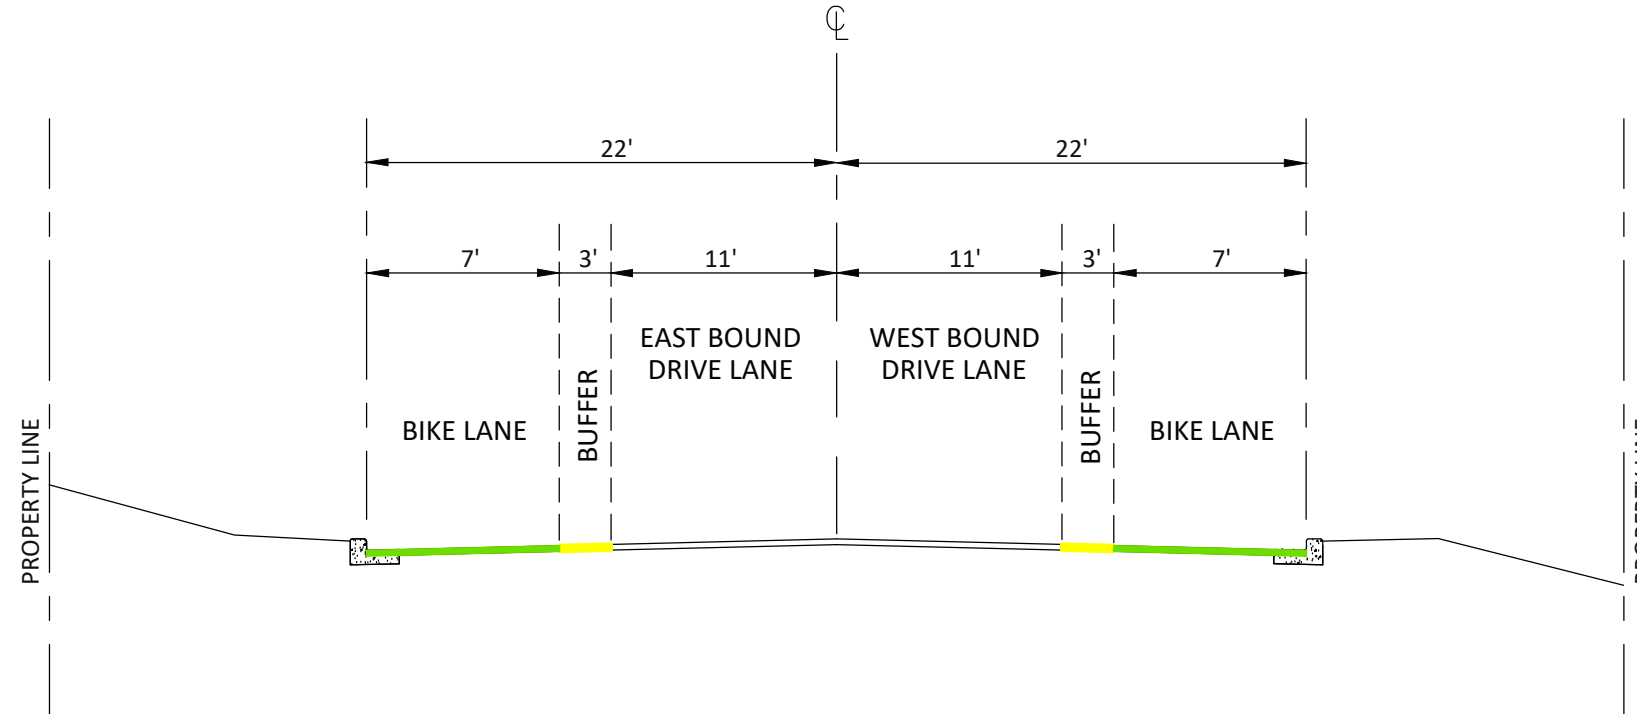 ℄
22'
22'
7'
3'
11'
11'
3'
7'
EAST BOUND
DRIVE LANE
WEST BOUND
DRIVE LANE
BIKE LANE
BUFFER
BUFFER
BIKE LANE
PROPERTY LINE